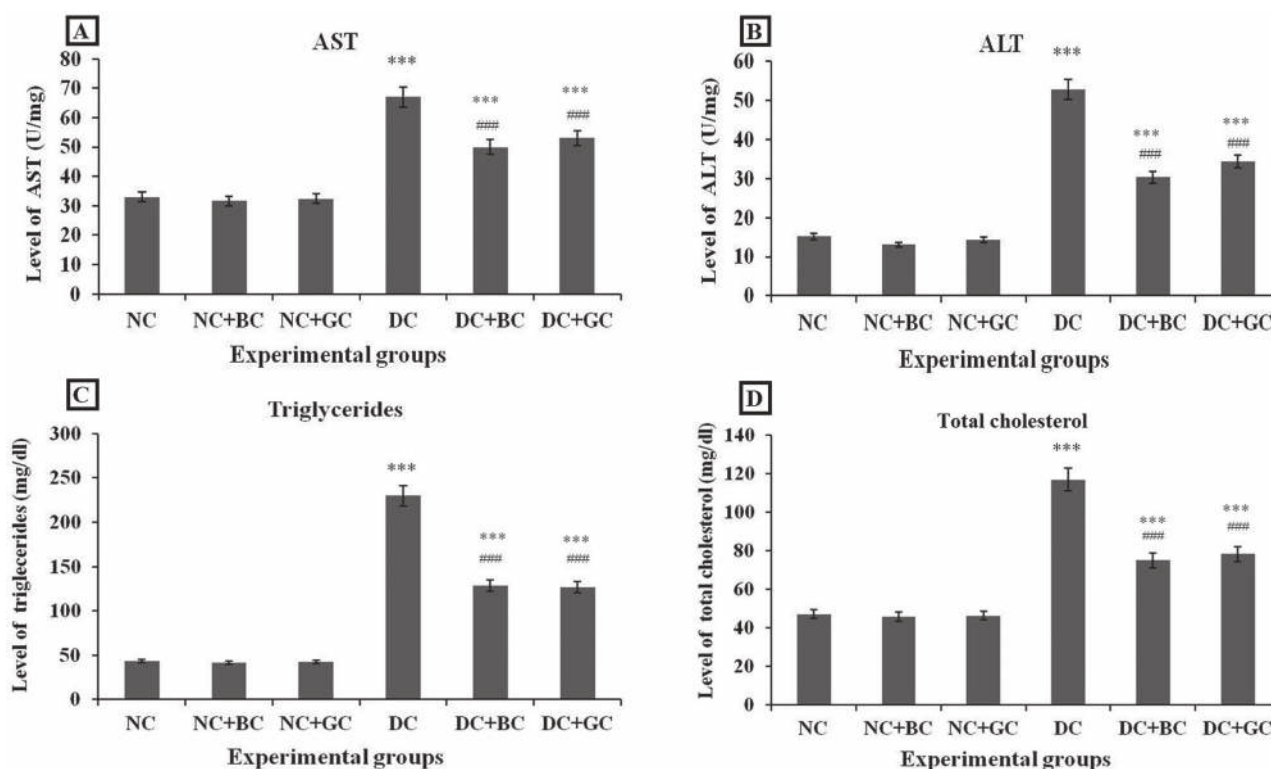 A
AST
Level of AST (U/mg)
80
70
60
50
40
30
20
10
0
***
***
###
***
###
NC
NC+BC
NC+GC
DC
DC+BC
DC+GC
Experimental groups
B
ALT
Level of ALT (U/mg)
60
50
40
30
20
10
0
***
***
###
***
###
NC
NC+BC
NC+GC
DC
DC+BC
DC+GC
Experimental groups
C
Triglycerides
Level of triglecerides (mg/dl)
300
250
200
150
100
50
0
***
***
###
***
###
NC
NC+BC
NC+GC
DC
DC+BC
DC+GC
Experimental groups
D
Total cholesterol
Level of total cholesterol (mg/dl)
140
120
100
80
60
40
20
0
***
***
###
***
###
NC
NC+BC
NC+GC
DC
DC+BC
DC+GC
Experimental groups